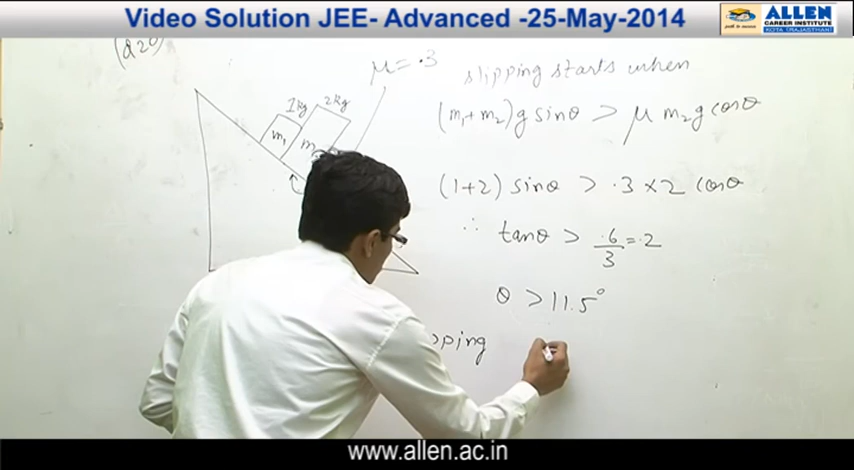 Video Solution JEE- Advanced -25-May-2014
ALLEN
CAREER INSTITUTE
KOTA (RAJASTHAN)
μ = .3
slipping starts when
1kg 2kg
m₁
(m₁+m₂)g sinθ > μ m₂g cosθ
(1+2) sinθ > .3 × 2 cosθ
∴ tanθ > .6/3 = .2
θ > 11.5°
pping
www.allen.ac.in